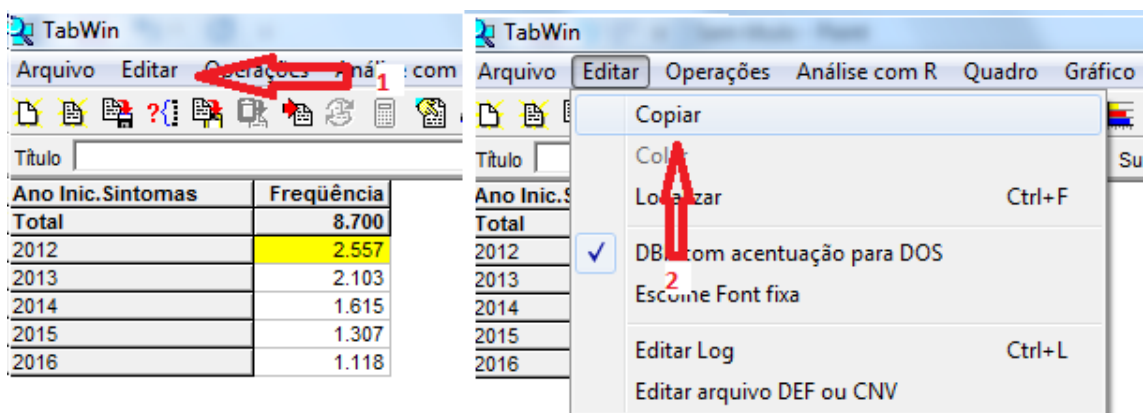 TabWin
Arquivo Editar Operações Análise com
1
Título
Ano Inic.Sintomas Freqüência
Total 8.700
2012 2.557
2013 2.103
2014 1.615
2015 1.307
2016 1.118
TabWin
Arquivo Editar Operações Análise com R Quadro Gráfico
Copiar
Título Su
Localizar Ctrl+F
Ano Inic.S
Total
2012 com acentuação para DOS
2013
2
Font fixa
2014
2015 Editar Log Ctrl+L
2016
Editar arquivo DEF ou CNV